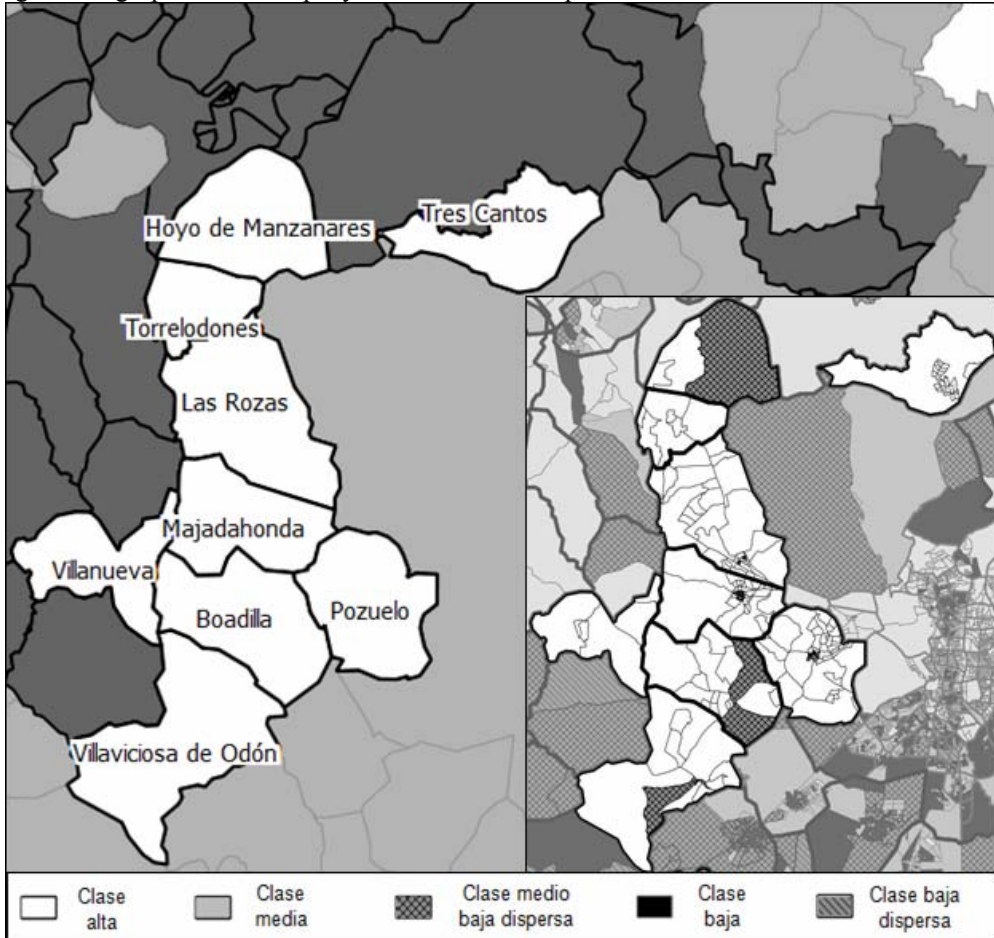 Hoyo de Manzanares
Tres Cantos
Torrelodones
Las Rozas
Majadahonda
Villanueva
Boadilla
Pozuelo
Villaviciosa de Odón
Clase
alta
Clase
media
Clase medio
baja dispersa
Clase
baja
Clase baja
dispersa